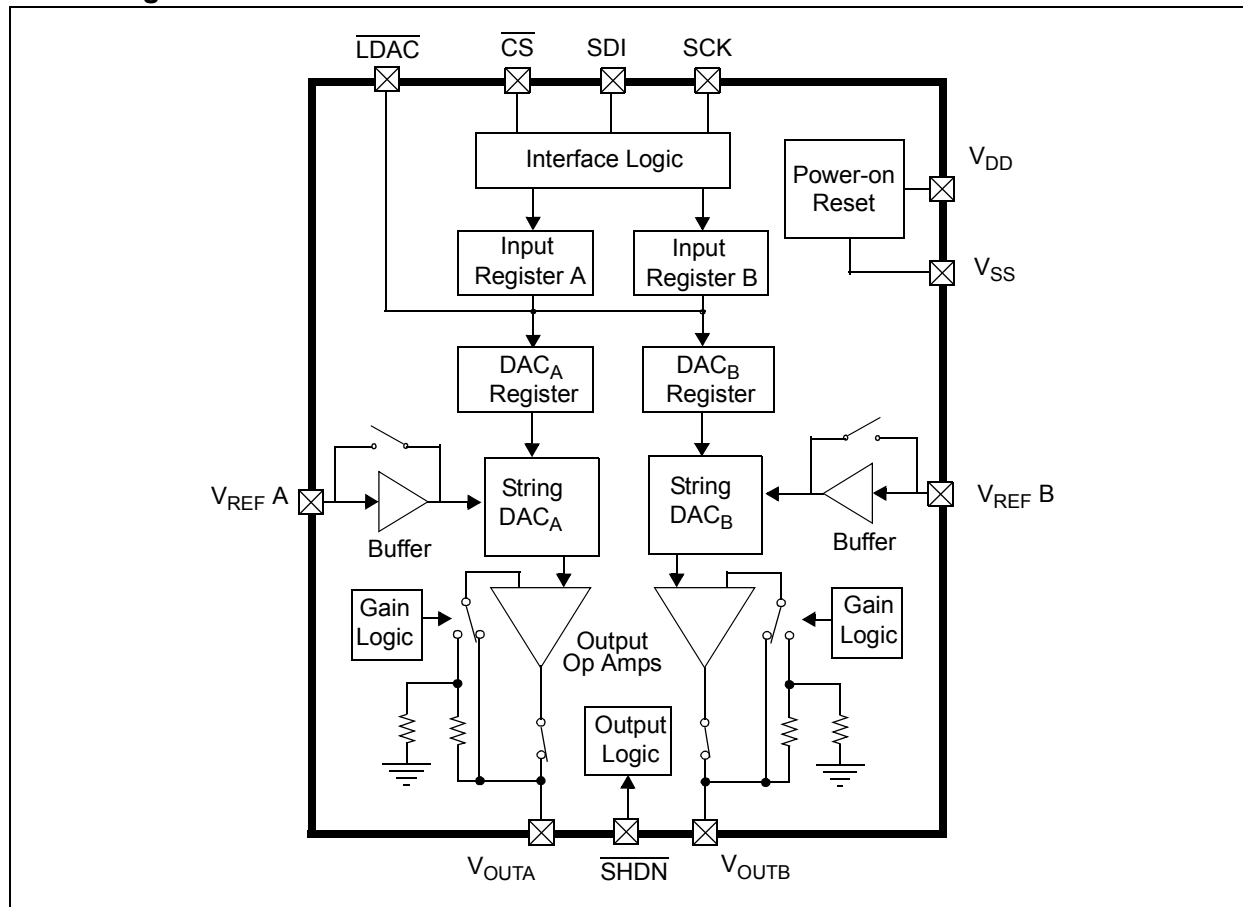 LDAC
CS
SDI
SCK
Interface Logic
Power-on
Reset
VDD
VSS
Input
Register A
Input
Register B
DACA
Register
DACB
Register
VREF A
Buffer
String
DACA
String
DACB
Buffer
VREF B
Gain
Logic
Output
Op Amps
Gain
Logic
Output
Logic
VOUTA
SHDN
VOUTB